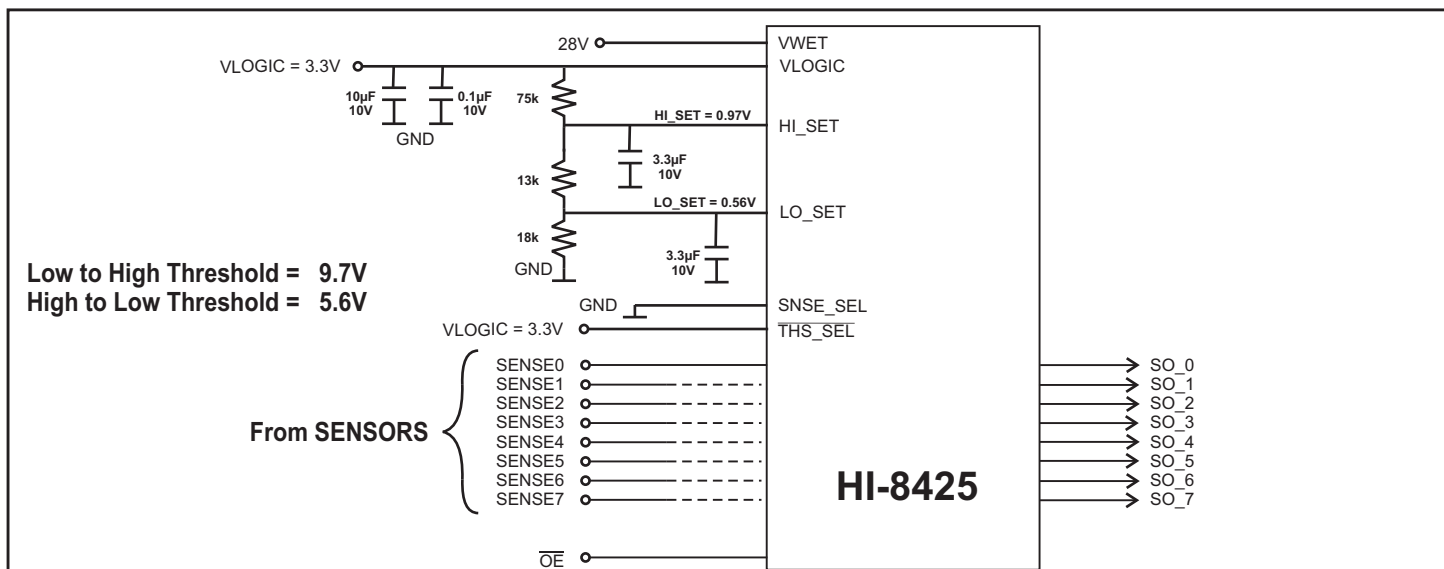 28V
VWET
VLOGIC = 3.3V
VLOGIC
10µF
10V
0.1µF
10V
GND
75k
HI_SET = 0.97V
HI_SET
3.3µF
10V
13k
LO_SET = 0.56V
LO_SET
18k
GND
3.3µF
10V
Low to High Threshold = 9.7V
High to Low Threshold = 5.6V
GND
SNSE_SEL
VLOGIC = 3.3V
THS_SEL
From SENSORS
SENSE0
SENSE1
SENSE2
SENSE3
SENSE4
SENSE5
SENSE6
SENSE7
SO_0
SO_1
SO_2
SO_3
SO_4
SO_5
SO_6
SO_7
HI-8425
OE